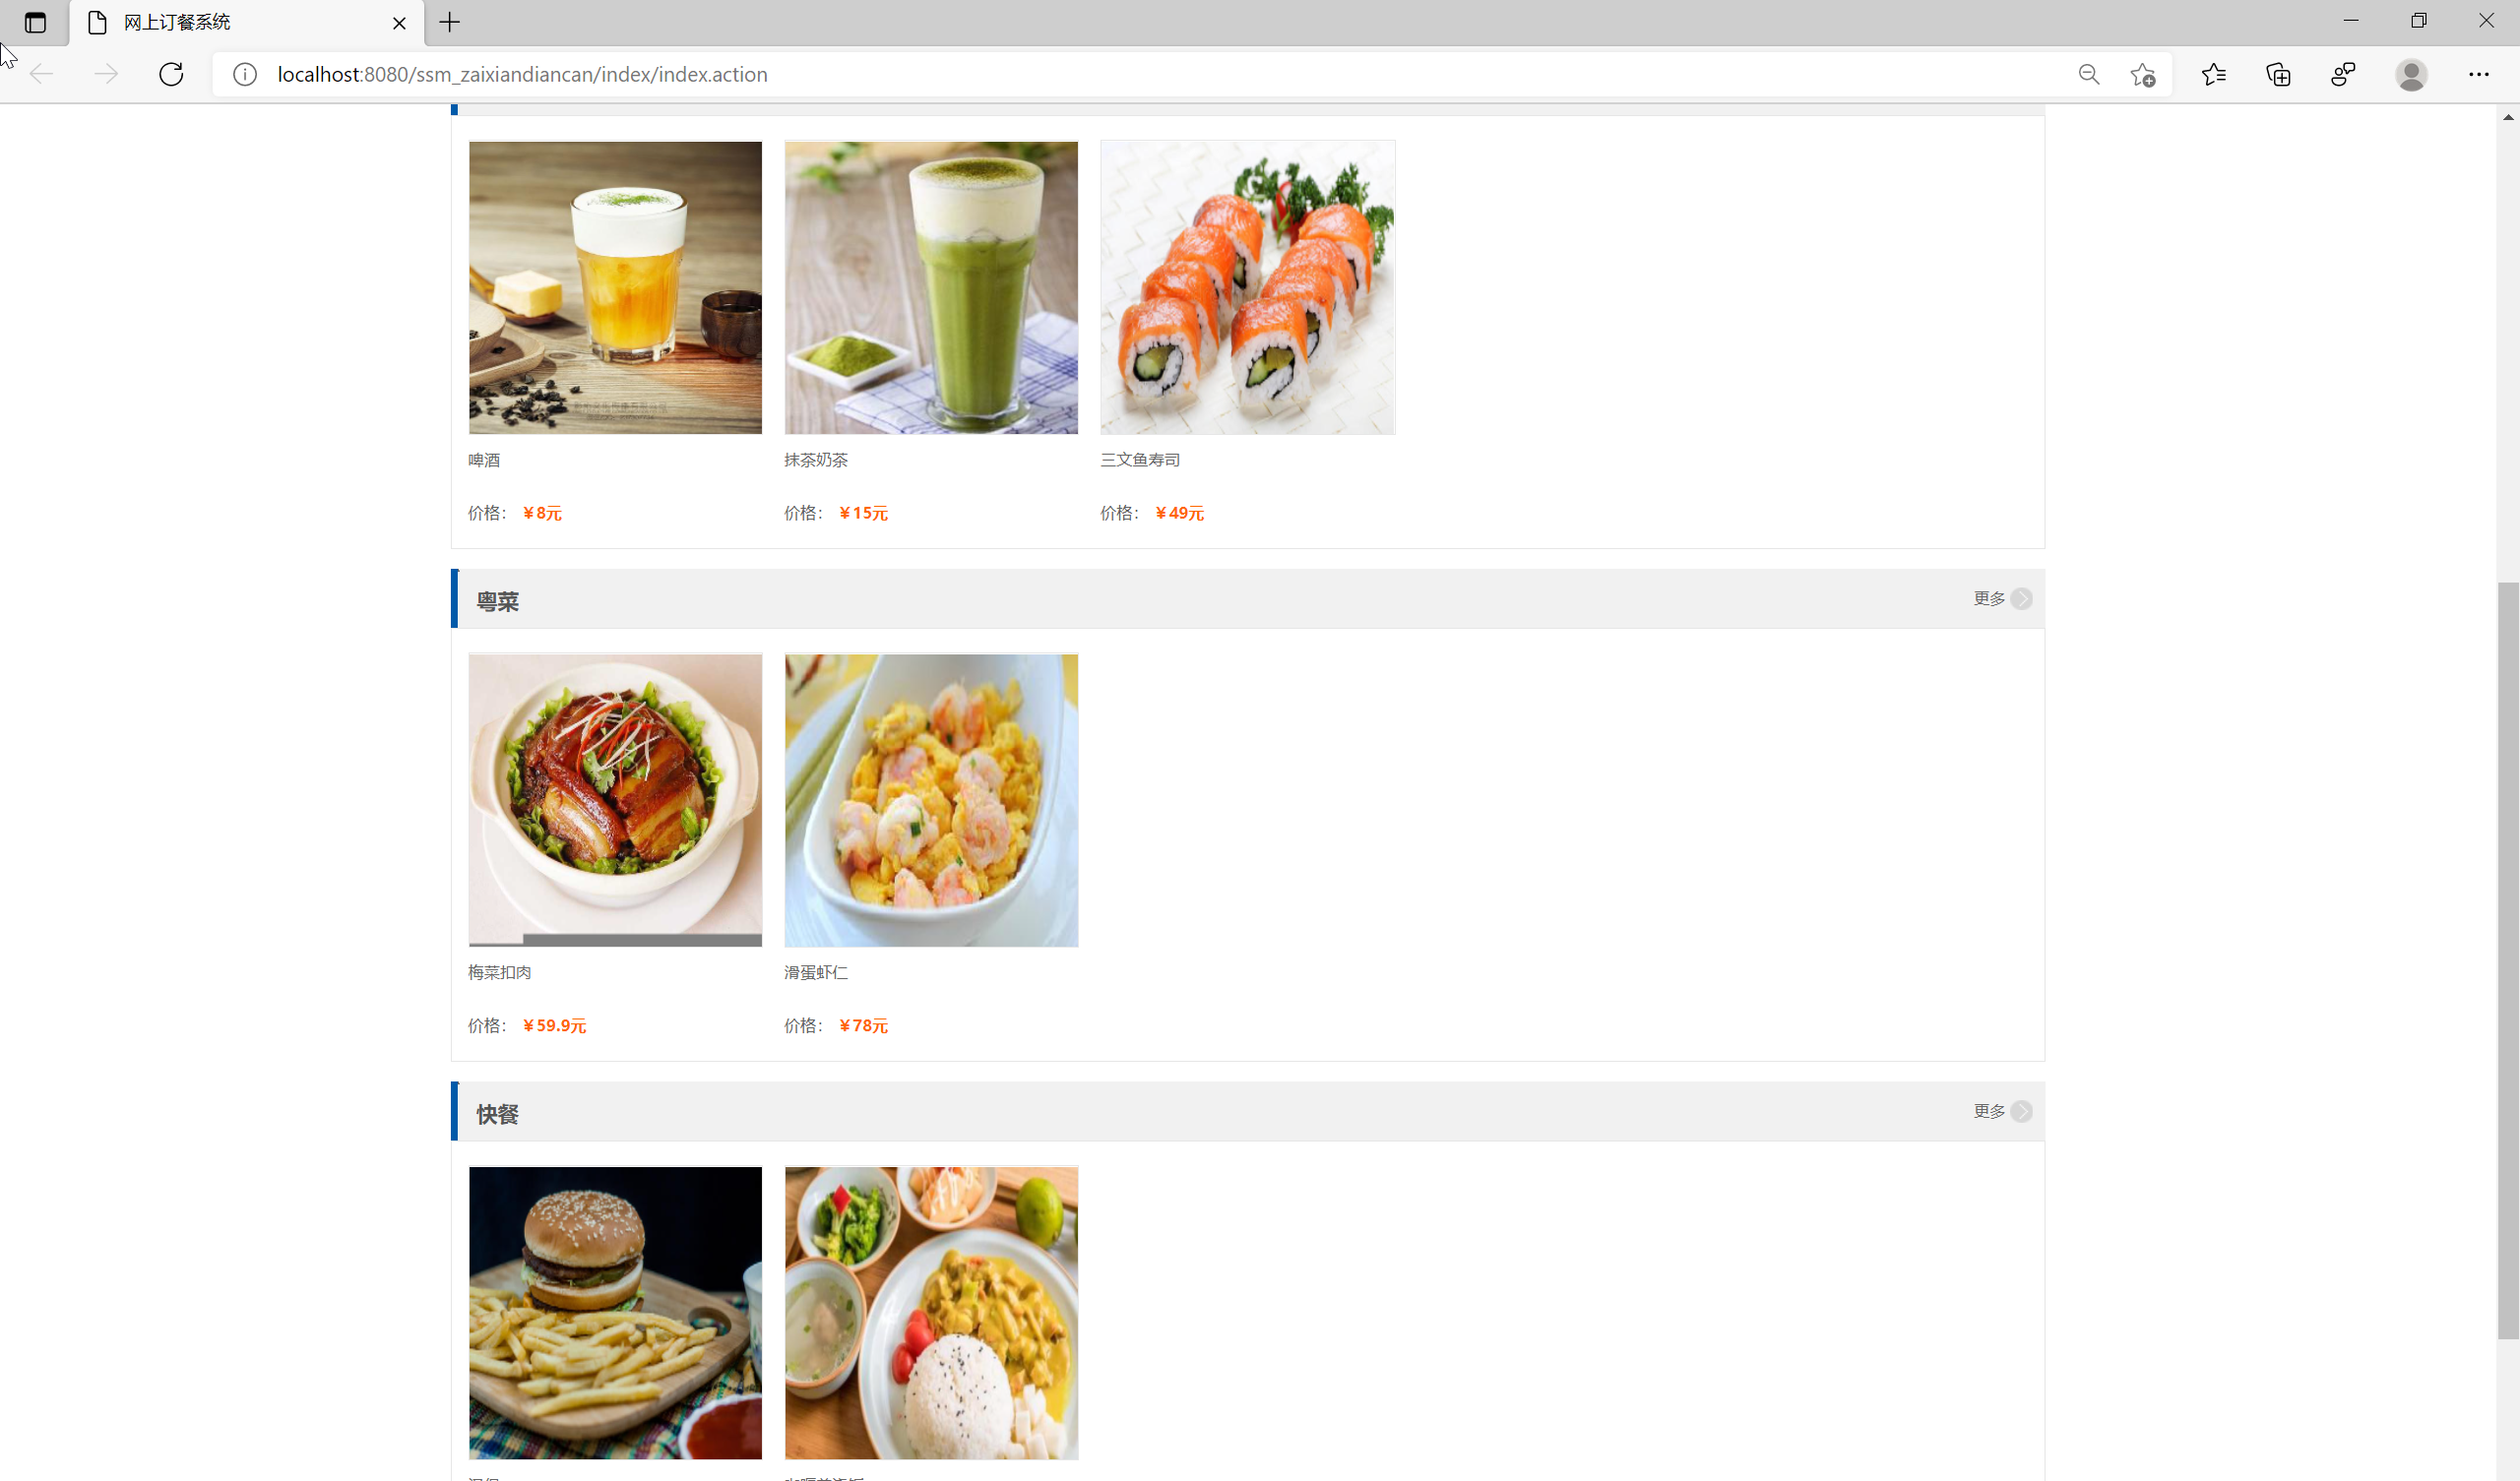 网上订餐系统
localhost:8080/ssm_zaixiandiancan/index/index.action
啤酒
抹茶奶茶
三文鱼寿司
价格： ￥8元
价格： ￥15元
价格： ￥49元
粤菜
更多
梅菜扣肉
滑蛋虾仁
价格： ￥59.9元
价格： ￥78元
快餐
更多